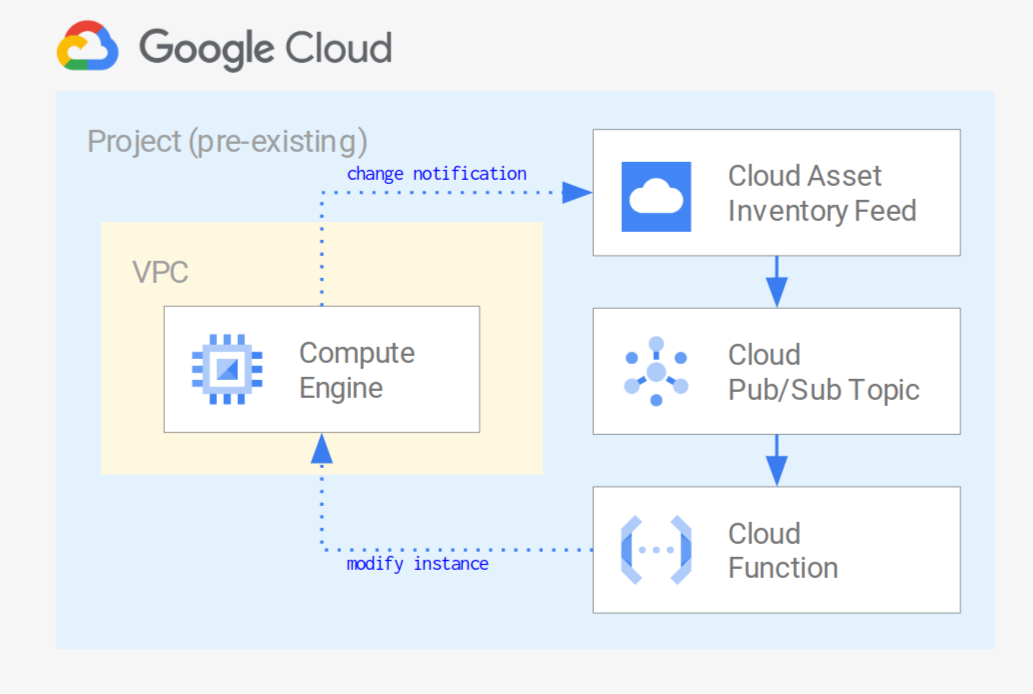 Google Cloud
Project (pre-existing)
change notification
Cloud Asset
Inventory Feed
VPC
Compute
Engine
Cloud
Pub/Sub Topic
modify instance
Cloud
Function